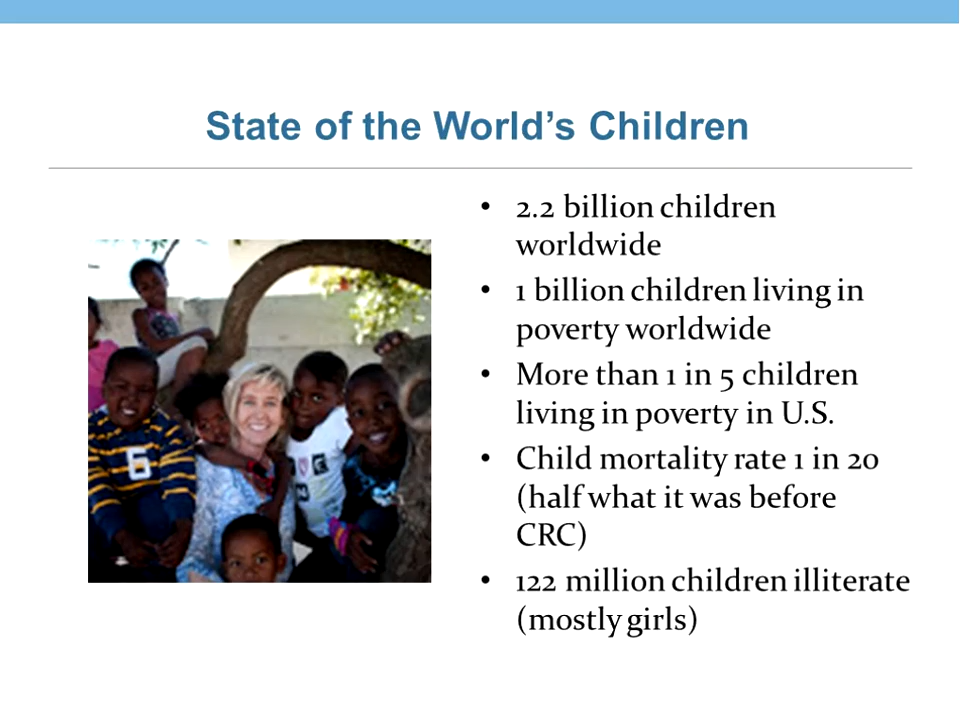 State of the World’s Children
• 2.2 billion children
worldwide
• 1 billion children living in
poverty worldwide
• More than 1 in 5 children
living in poverty in U.S.
• Child mortality rate 1 in 20
(half what it was before
CRC)
• 122 million children illiterate
(mostly girls)
6